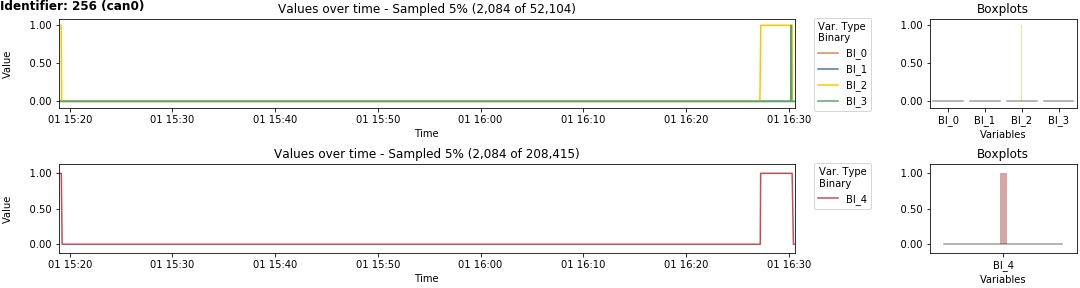 Identifier: 256 (can0)
Values over time - Sampled 5% (2,084 of 52,104)
Value
1.00
0.50
0.00
01 15:20 01 15:30 01 15:40 01 15:50 01 16:00 01 16:10 01 16:20 01 16:30
Time
Var. Type
Binary
BI_0
BI_1
BI_2
BI_3
Boxplots
1.00
0.50
0.00
BI_0 BI_1 BI_2 BI_3
Variables
Values over time - Sampled 5% (2,084 of 208,415)
Value
1.00
0.50
0.00
01 15:20 01 15:30 01 15:40 01 15:50 01 16:00 01 16:10 01 16:20 01 16:30
Time
Var. Type
Binary
BI_4
Boxplots
1.00
0.50
0.00
BI_4
Variables